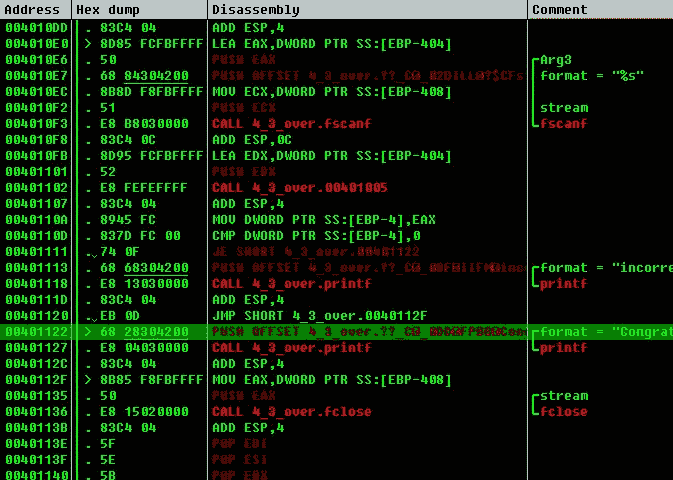 Address Hex dump Disassembly Comment
004010DD . 83C4 04 ADD ESP,4
004010E0 > 8D85 FCFBFFFF LEA EAX,DWORD PTR SS:[EBP-404]
004010E6 . 50 PUSH EAX Arg3
004010E7 . 68 84304200 PUSH OFFSET 4_3_over. format = "%s"
004010EC . 8B8D F8FBFFFF MOV ECX,DWORD PTR SS:[EBP-408]
004010F2 . 51 PUSH ECX stream
004010F3 . E8 B8030000 CALL 4_3_over.fscanf fscanf
004010F8 . 83C4 0C ADD ESP,0C
004010FB . 8D95 FCFBFFFF LEA EDX,DWORD PTR SS:[EBP-404]
00401101 . 52 PUSH EDX
00401102 . E8 FEFEFFFF CALL 4_3_over.00401005
00401107 . 83C4 04 ADD ESP,4
0040110A . 8945 FC MOV DWORD PTR SS:[EBP-4],EAX
0040110D . 837D FC 00 CMP DWORD PTR SS:[EBP-4],0
00401111 . 74 0F JE SHORT 4_3_over.00401122
00401113 . 68 68304200 PUSH OFFSET 4_3_over. format = "incorre
00401118 . E8 13030000 CALL 4_3_over.printf printf
0040111D . 83C4 04 ADD ESP,4
00401120 . EB 0D JMP SHORT 4_3_over.0040112F
00401122 > 68 28304200 PUSH OFFSET 4_3_over. format = "Congrat
00401127 . E8 04030000 CALL 4_3_over.printf printf
0040112C . 83C4 04 ADD ESP,4
0040112F > 8B85 F8FBFFFF MOV EAX,DWORD PTR SS:[EBP-408]
00401135 . 50 PUSH EAX stream
00401136 . E8 15020000 CALL 4_3_over.fclose fclose
0040113B . 83C4 04 ADD ESP,4
0040113E . 5F POP EDI
0040113F . 5E POP ESI
00401140 . 5B POP EBX